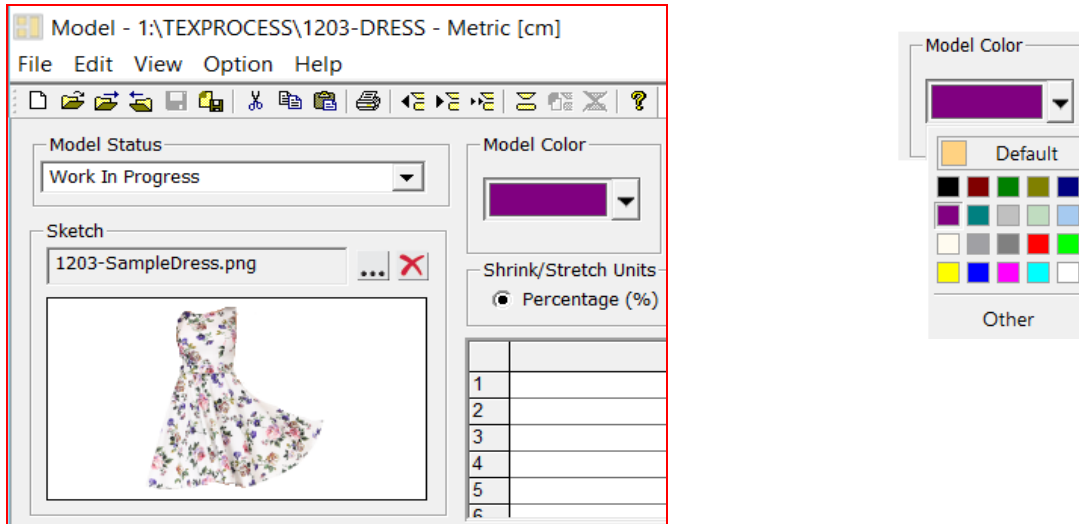 Model - 1:\TEXPROCESS\1203-DRESS - Metric [cm]
File Edit View Option Help
Model Status
Work In Progress
Model Color
Sketch
1203-SampleDress.png
...
Shrink/Stretch Units
Percentage (%)
1
2
3
4
5
6
Model Color
Default
Other